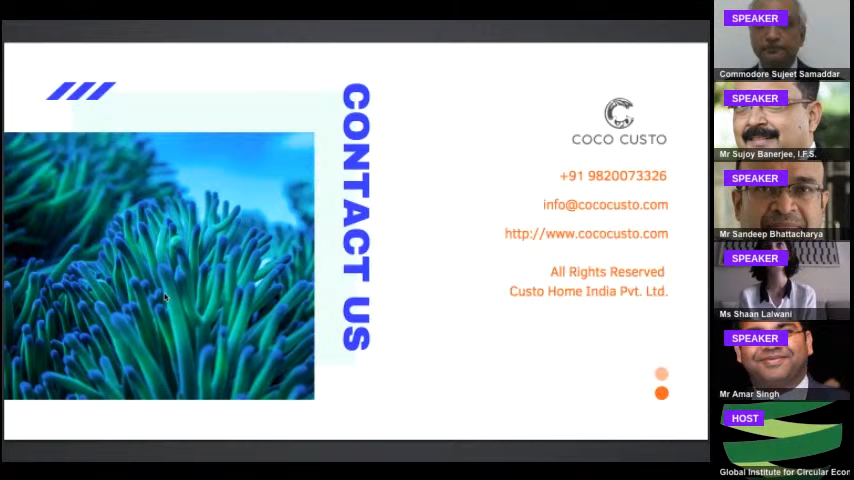 CONTACT US
COCO CUSTO
+91 9820073326
info@cococusto.com
http://www.cococusto.com
All Rights Reserved
Custo Home India Pvt. Ltd.
SPEAKER
Commodore Sujeet Samaddar
SPEAKER
Mr Sujoy Banerjee, I.F.S.
SPEAKER
Mr Sandeep Bhattacharya
SPEAKER
Ms Shaan Lalwani
SPEAKER
Mr Amar Singh
HOST
Global Institute for Circular Econ